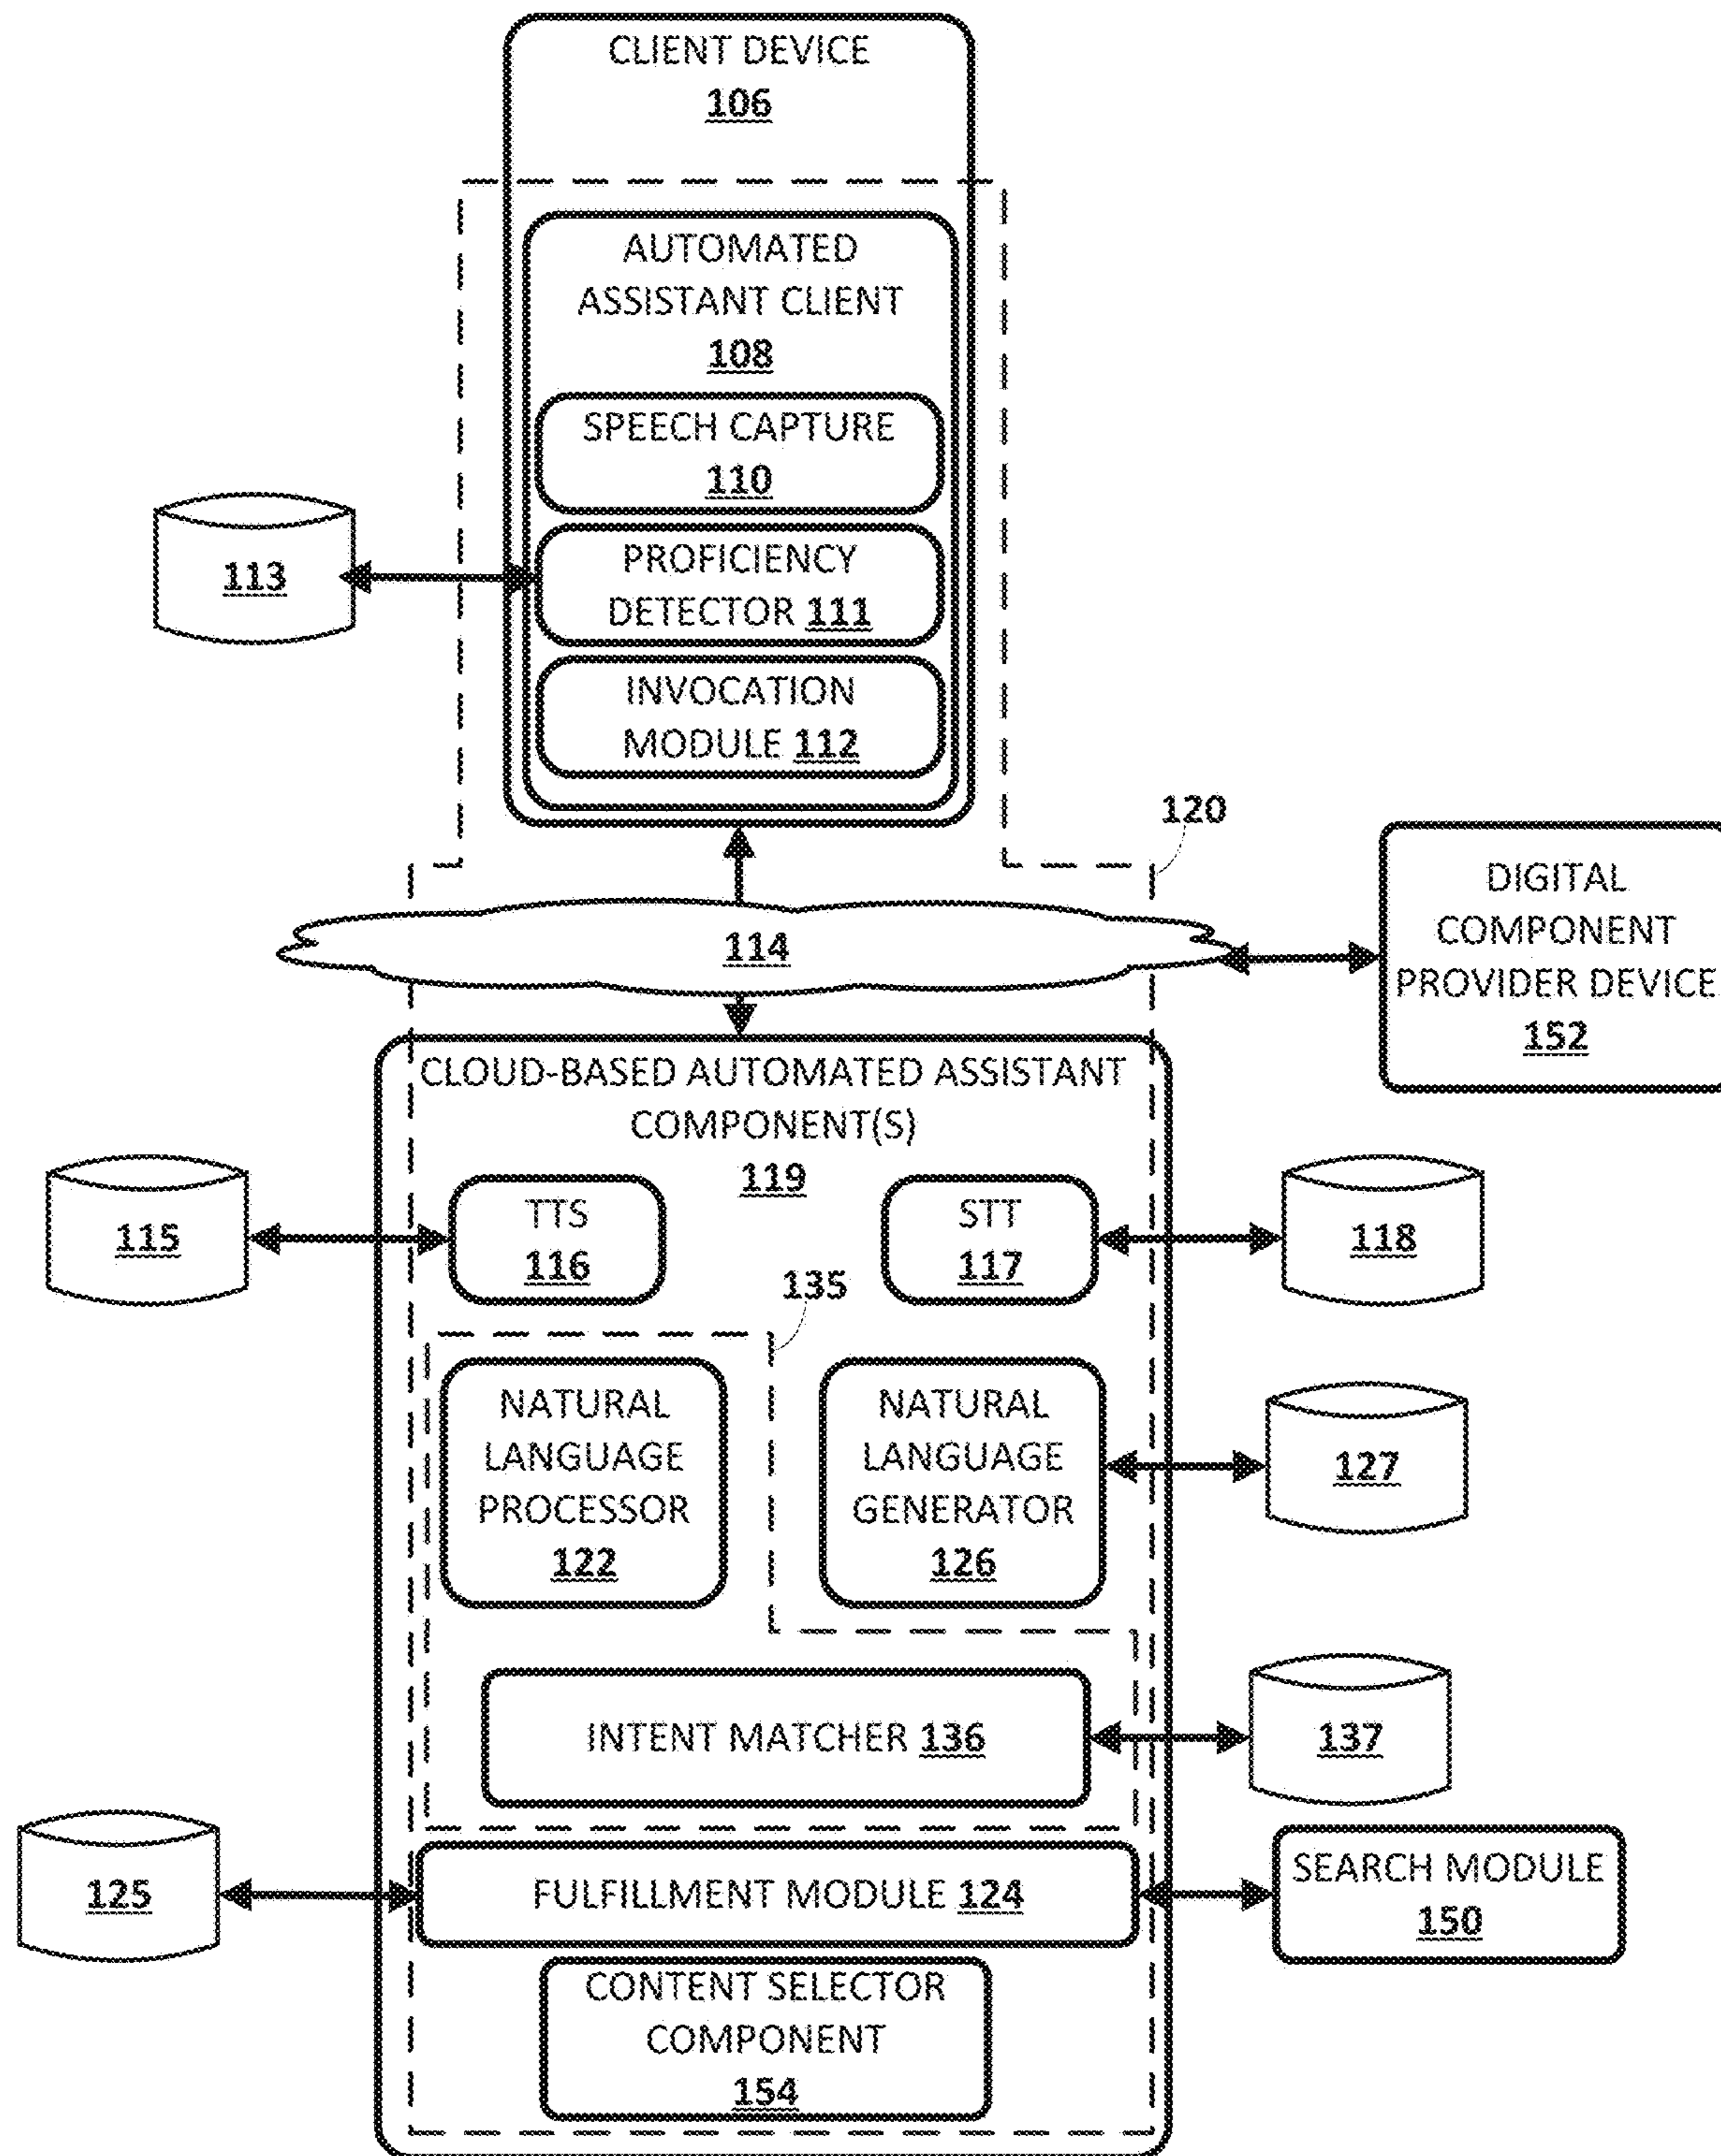 CLIENT DEVICE
106
AUTOMATED
ASSISTANT CLIENT
108
SPEECH CAPTURE
110
PROFICIENCY
DETECTOR 111
INVOCATION
MODULE 112
113
120
DIGITAL
COMPONENT
PROVIDER DEVICE
152
114
CLOUD-BASED AUTOMATED ASSISTANT
COMPONENT(S)
119
115
TTS
116
STT
117
118
135
NATURAL
LANGUAGE
PROCESSOR
122
NATURAL
LANGUAGE
GENERATOR
126
127
INTENT MATCHER 136
137
125
FULFILLMENT MODULE 124
SEARCH MODULE
150
CONTENT SELECTOR
COMPONENT
154